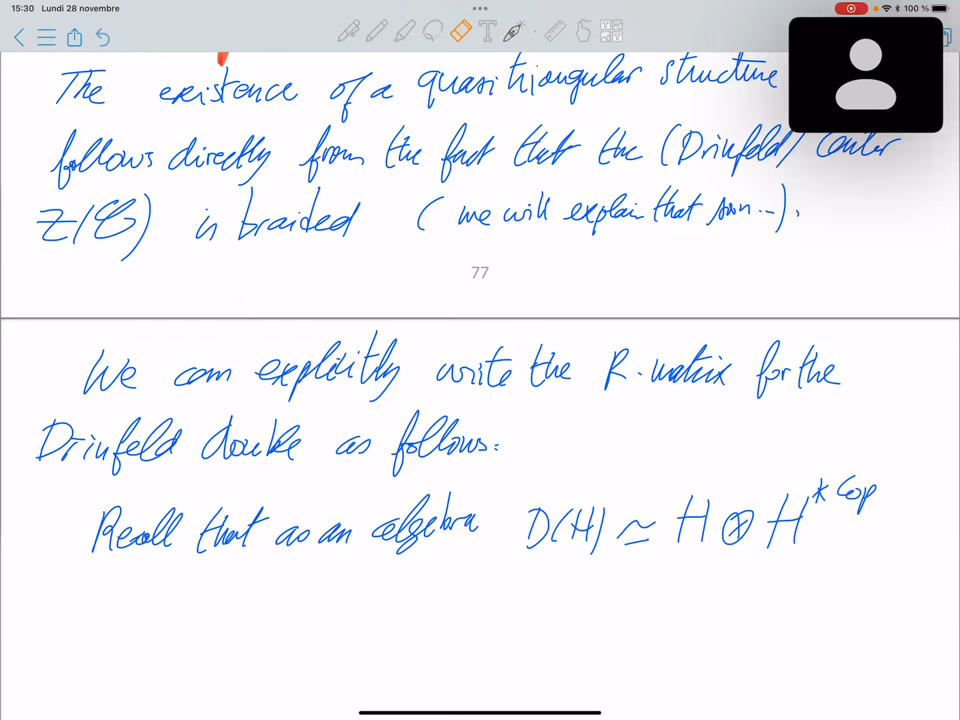 15:30 Lundi 28 novembre
100 %
The existence of a quasitriangular structure
follows directly from the fact that the (Drinfeld) center
Z(C) is braided (we will explain that soon...).
77
We can explicitly write the R-matrix for the
Drinfeld double as follows:
Recall that as an algebra D(H) ≃ H ⊗ H^{* cop}